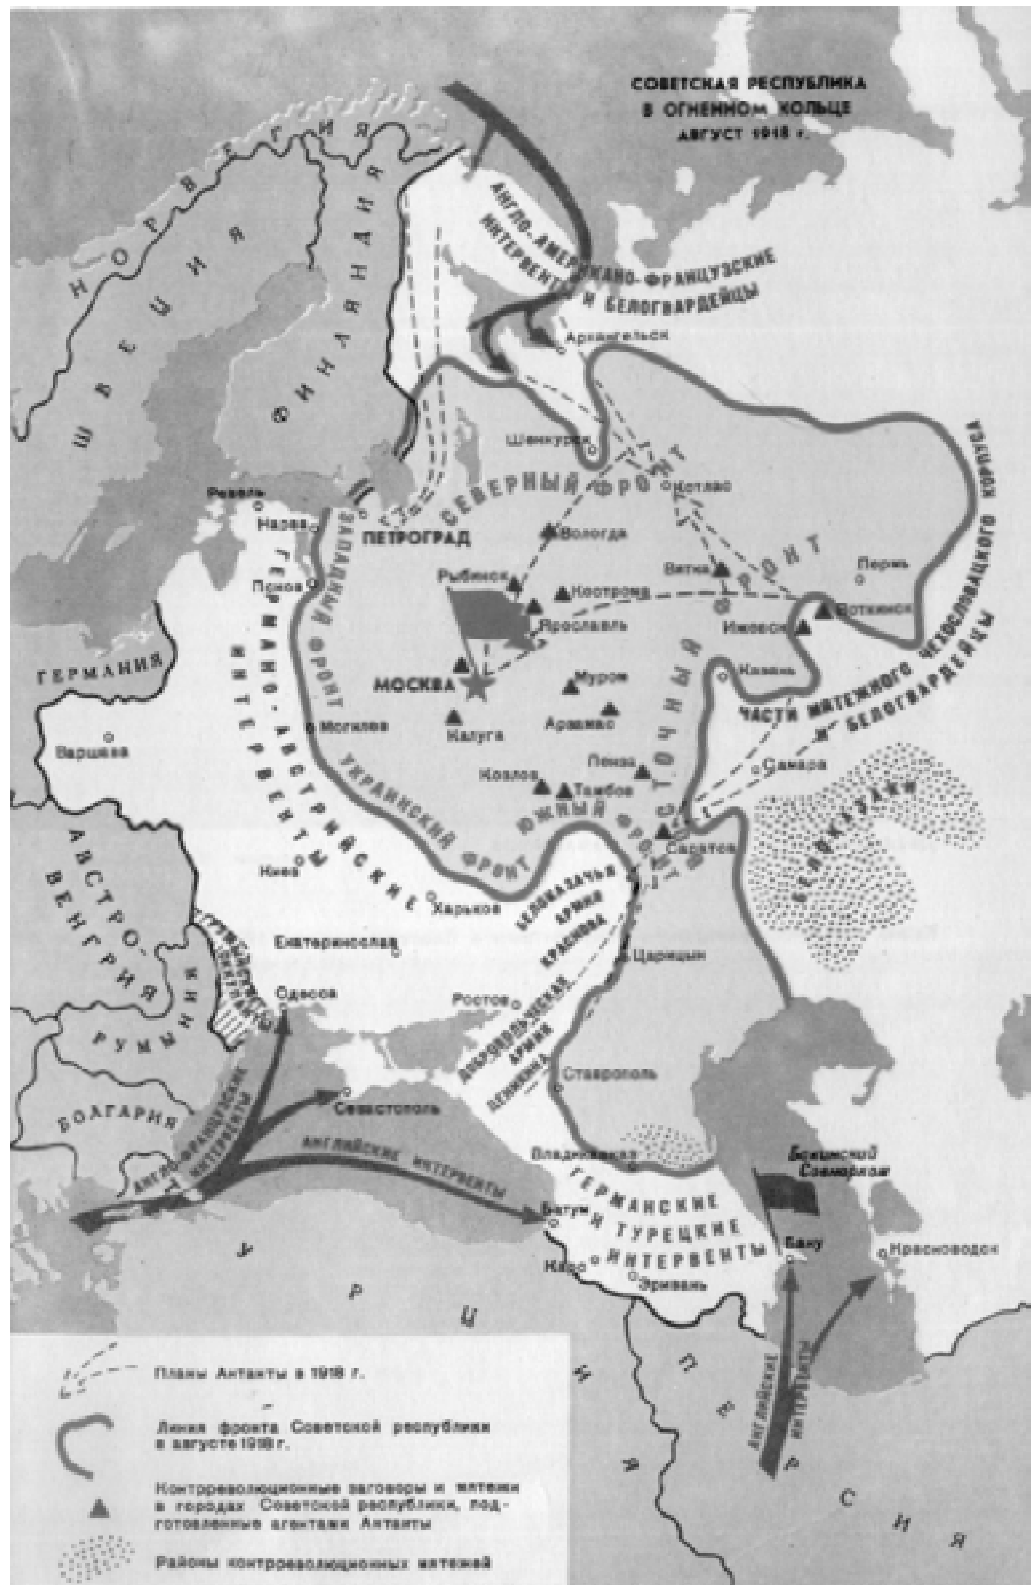 СОВЕТСКАЯ РЕСПУБЛИКА
В ОГНЕННОМ КОЛЬЦЕ
АВГУСТ 1918 г.
НОРВЕГИЯ
ШВЕЦИЯ
ФИНЛЯНДИЯ
АНГЛО-АМЕРИКАНО-ФРАНЦУЗСКИЕ
ИНТЕРВЕНТЫ И БЕЛОГВАРДЕЙЦЫ
Архангельск
Шенкурск
СЕВЕРНЫЙ ФРОНТ
Котлас
Ревель
Нарва
ПЕТРОГРАД
Вологда
Псков
ЗАПАДНЫЙ ФРОНТ
Рыбинск
Кострома
Вятка
Пермь
Ярославль
Ижевск
Воткинск
ВОСТОЧНЫЙ ФРОНТ
ЧАСТИ МЯТЕЖНОГО ЧЕХОСЛОВАЦКОГО КОРПУСА
И БЕЛОГВАРДЕЙЦЫ
ГЕРМАНИЯ
ГЕРМАНО-АВСТРИЙСКИЕ
ИНТЕРВЕНТЫ
МОСКВА
Муром
Казань
Варшава
Могилев
Калуга
Арзамас
УКРАИНСКИЙ ФРОНТ
Козлов
Тамбов
Пенза
Самара
ЮЖНЫЙ ФРОНТ
Саратов
БЕЛОКАЗАКИ
АВСТРО-
ВЕНГРИЯ
Киев
Харьков
БЕЛОКАЗАЧЬЯ
АРМИЯ
КРАСНОВА
Екатеринослав
Царицын
РУМЫНИЯ
Одесса
Ростов
ДОБРОВОЛЬЧЕСКАЯ
АРМИЯ
ДЕНИКИНА
Ставрополь
БОЛГАРИЯ
АНГЛО-ФРАНЦУЗСКИЕ
ИНТЕРВЕНТЫ
Севастополь
АНГЛИЙСКИЕ ИНТЕРВЕНТЫ
Владикавказ
Бакинский
Совнарком
ГЕРМАНСКИЕ
И ТУРЕЦКИЕ
ИНТЕРВЕНТЫ
Батум
Карс
Эривань
Баку
Красноводск
ТУРЦИЯ
ПЕРСИЯ
АНГЛИЙСКИЕ
ИНТЕРВЕНТЫ
Планы Антанты в 1918 г.
Линия фронта Советской республики
в августе 1918 г.
Контрреволюционные заговоры и мятежи
в городах Советской республики, под-
готовленные агентами Антанты
Районы контрреволюционных мятежей